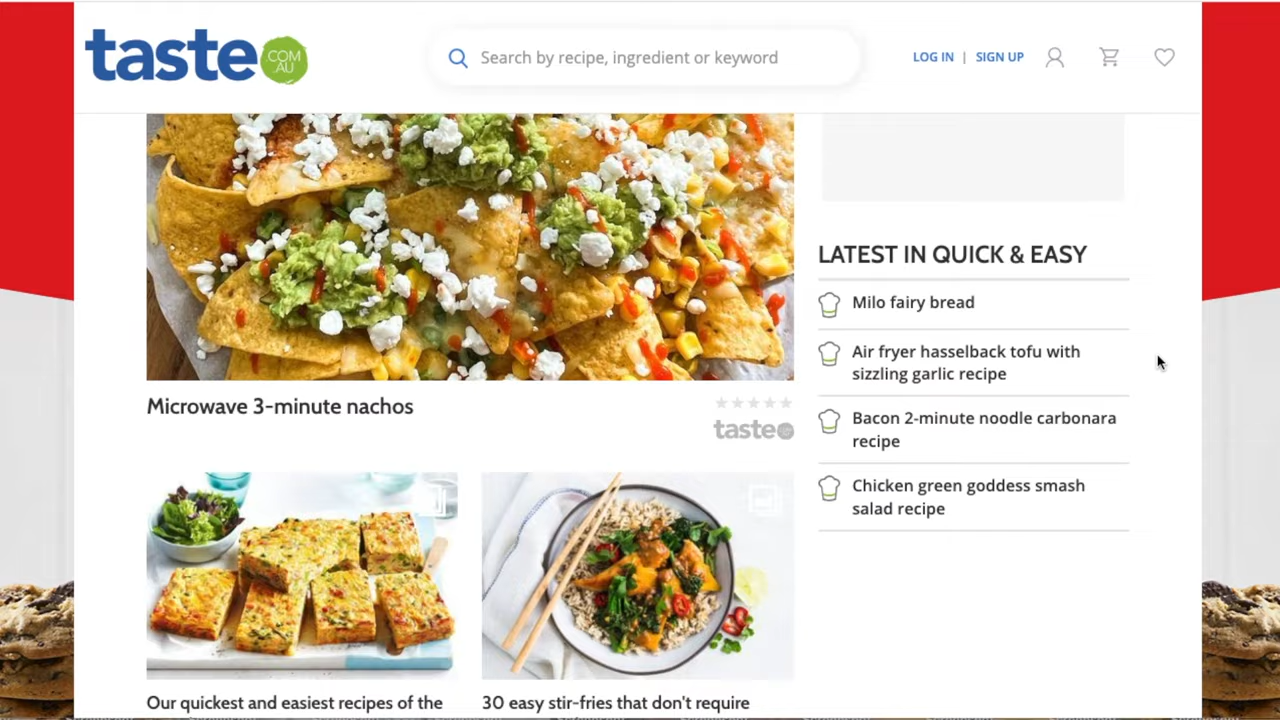 taste
COM
.AU
Search by recipe, ingredient or keyword
LOG IN | SIGN UP
LATEST IN QUICK & EASY
Milo fairy bread
Air fryer hasselback tofu with
sizzling garlic recipe
Bacon 2-minute noodle carbonara
recipe
Chicken green goddess smash
salad recipe
Microwave 3-minute nachos
taste
Our quickest and easiest recipes of the
30 easy stir-fries that don't require